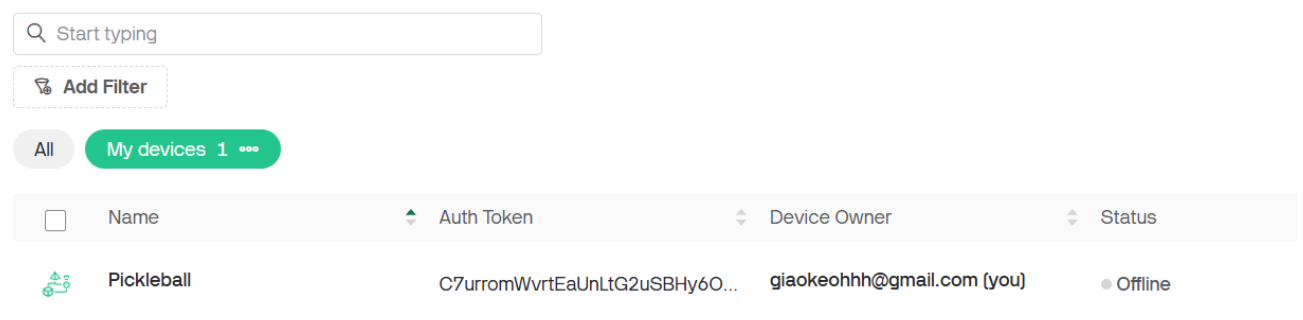 Start typing
Add Filter
All My devices 1
Name Auth Token Device Owner Status
Pickleball C7urromWvrtEaUnLtG2uSBHy6O... giaokeohhh@gmail.com (you) Offline